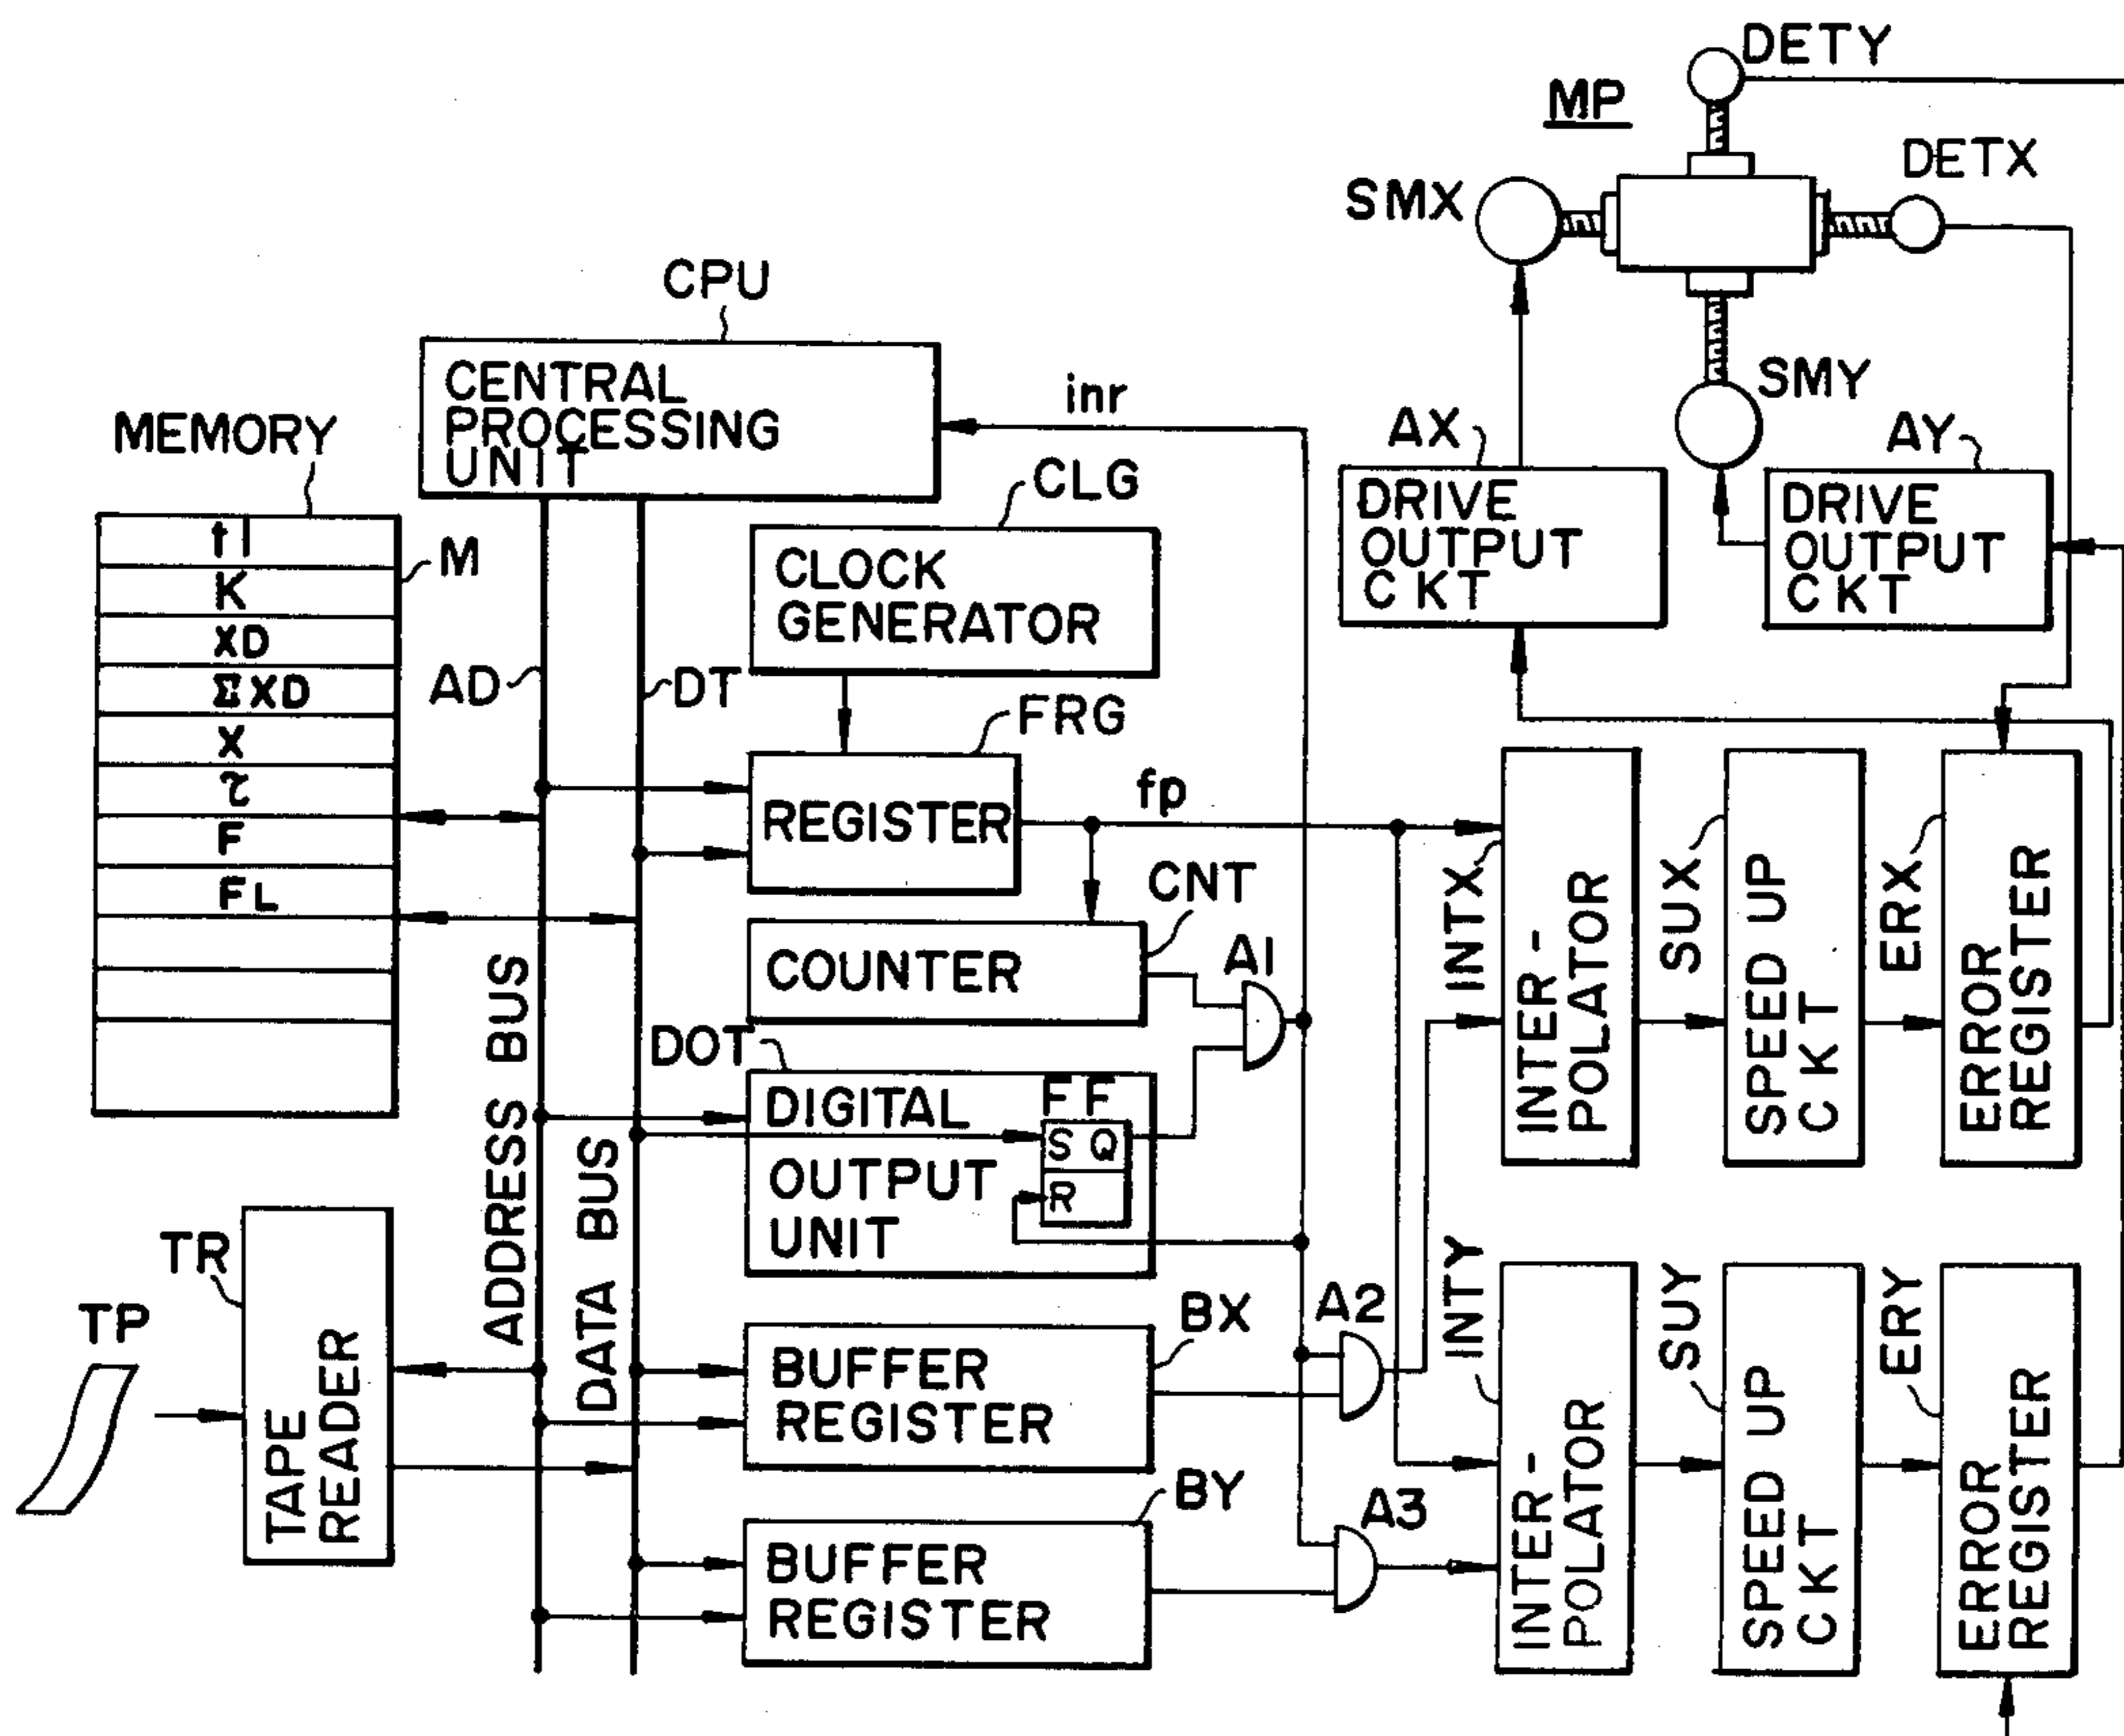 DETY
MP
DETX
SMX
CPU
CENTRAL
PROCESSING
UNIT
inr
SMY
AX
AY
MEMORY
CLG
DRIVE
OUTPUT
CKT
DRIVE
OUTPUT
CKT
t1
M
K
XD
ΣXD
X
τ
F
FL
CLOCK
GENERATOR
AD
DT
FRG
REGISTER
fp
CNT
COUNTER
A1
INTX
INTER-
POLATOR
SUX
SPEED UP
CKT
ERX
ERROR
REGISTER
DOT
DIGITAL
OUTPUT
UNIT
FF
S Q
R
ADDRESS BUS
DATA BUS
TR
TP
TAPE
READER
BX
BUFFER
REGISTER
A2
BY
BUFFER
REGISTER
A3
INTY
INTER-
POLATOR
SUY
SPEED UP
CKT
ERY
ERROR
REGISTER